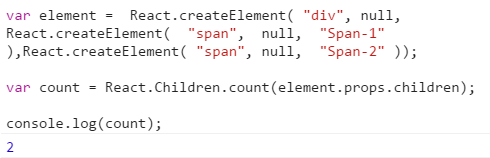 var element =  React.createElement( "div", null,
React.createElement(  "span",  null,  "Span-1"
),React.createElement( "span", null,  "Span-2" ));
var count = React.Children.count(element.props.children);
console.log(count);
2